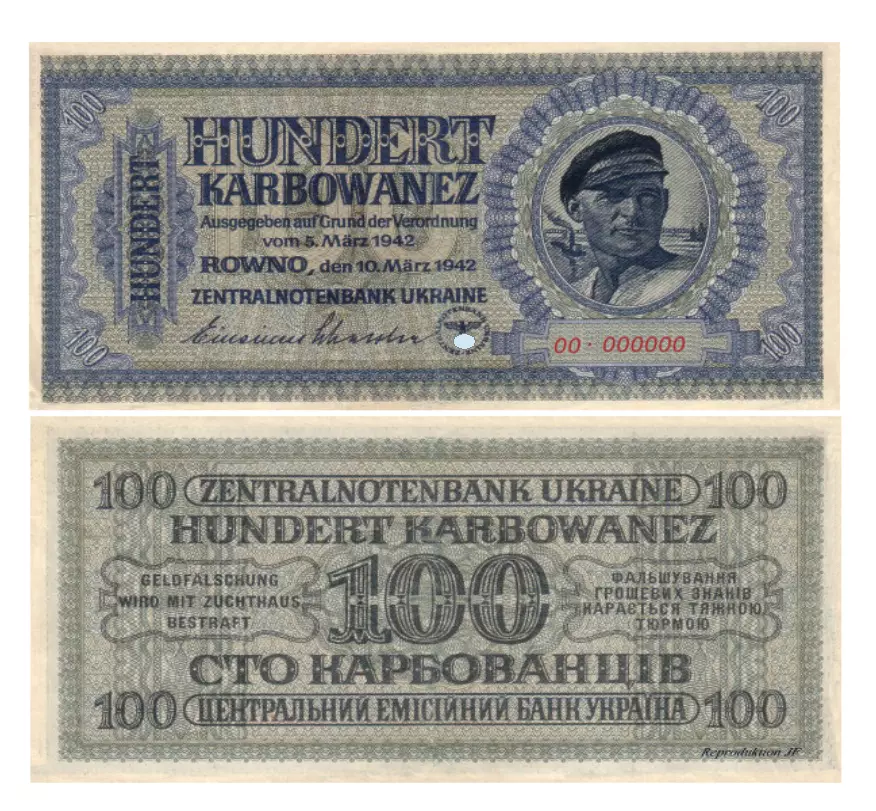 100
100
HUNDERT
HUNDERT
KARBOWANEZ
Ausgegeben auf Grund der Verordnung
vom 5. März 1942
ROWNO, den 10. März 1942
ZENTRALNOTENBANK UKRAINE
00 · 000000
100
100
100 ZENTRALNOTENBANK UKRAINE 100
HUNDERT KARBOWANEZ
GELDFÄLSCHUNG
WIRD MIT ZUCHTHAUS
BESTRAFT
100
ФАЛЬШУВАННЯ
ГРОШЕВИХ ЗНАКІВ
КАРАЄТЬСЯ ТЯЖКОЮ
ТЮРМОЮ
СТО КАРБОВАНЦІВ
100 ЦЕНТРАЛЬНИЙ ЕМІСІЙНИЙ БАНК УКРАЇНА 100
Reproduktion JR